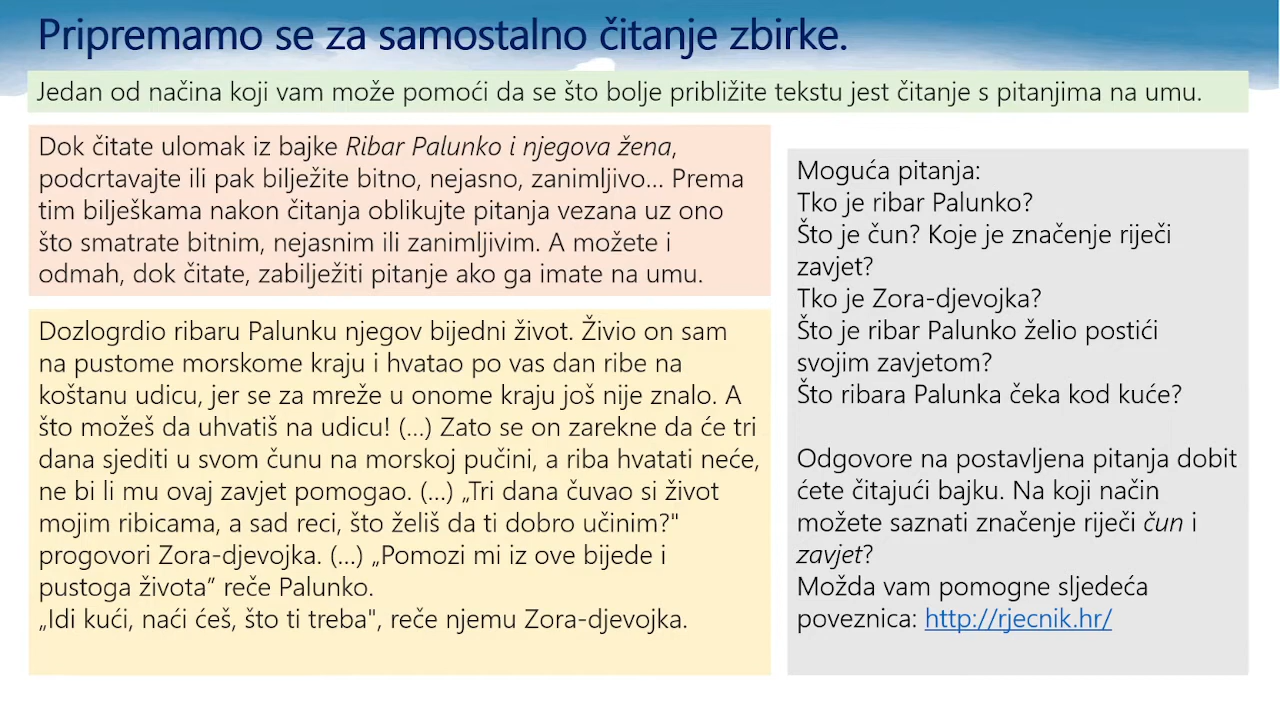 Pripremamo se za samostalno čitanje zbirke.
Jedan od načina koji vam može pomoći da se što bolje približite tekstu jest čitanje s pitanjima na umu.
Dok čitate ulomak iz bajke Ribar Palunko i njegova žena,
podcrtavajte ili pak bilježite bitno, nejasno, zanimljivo... Prema
tim bilješkama nakon čitanja oblikujte pitanja vezana uz ono
što smatrate bitnim, nejasnim ili zanimljivim. A možete i
odmah, dok čitate, zabilježiti pitanje ako ga imate na umu.
Dozlogrdio ribaru Palunku njegov bijedni život. Živio on sam
na pustome morskome kraju i hvatao po vas dan ribe na
koštanu udicu, jer se za mreže u onome kraju još nije znalo. A
što možeš da uhvatiš na udicu! (...) Zato se on zarekne da će tri
dana sjediti u svom čunu na morskoj pučini, a riba hvatati neće,
ne bi li mu ovaj zavjet pomogao. (...) „Tri dana čuvao si život
mojim ribicama, a sad reci, što želiš da ti dobro učinim?"
progovori Zora-djevojka. (...) „Pomozi mi iz ove bijede i
pustoga života” reče Palunko.
„Idi kući, naći ćeš, što ti treba", reče njemu Zora-djevojka.
Moguća pitanja:
Tko je ribar Palunko?
Što je čun? Koje je značenje riječi
zavjet?
Tko je Zora-djevojka?
Što je ribar Palunko želio postići
svojim zavjetom?
Što ribara Palunka čeka kod kuće?
Odgovore na postavljena pitanja dobit
ćete čitajući bajku. Na koji način
možete saznati značenje riječi čun i
zavjet?
Možda vam pomogne sljedeća
poveznica: http://rjecnik.hr/